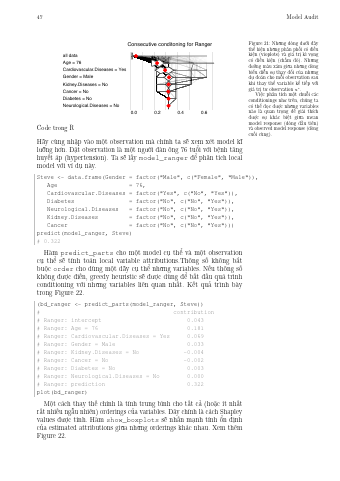 47
Model Audit
Consecutive conditoning for Ranger
all data
Age = 76
Cardiovascular.Diseases = Yes
Gender = Male
Kidney.Diseases = No
Cancer = No
Diabetes = No
Neurological.Diseases = No
0.0 0.2 0.4 0.6
Figure 21: Những dòng dưới đây
thể hiện những phân phối có điều
kiện (violplots) và giá trị kì vọng
có điều kiện (chấm đỏ). Những
đường màu xám giữa những dòng
biểu diễn sự thay đổi của những
dự đoán cho mỗi observation sau
khi thay thế variable kế tiếp với
giá trị từ observation
Việc phân tích một chuỗi các
conditionings như trên, chúng ta
có thể đọc được những variables
nào là quan trọng để giải thích
được sự khác biệt giữa mean
model response (dòng đầu tiên)
và observed model response (dòng
cuối cùng).
Code trong R
Hãy cùng nhập vào một observation mà chính ta sẽ xem xét model kĩ
lưỡng hơn. Đặt observation là một người đàn ông 76 tuổi với bệnh tăng
huyết áp (hypertension). Ta sẽ lấy model_ranger để phân tích local
model với ví dụ này.
Steve <- data.frame(Gender = factor("Male", c("Female", "Male")),
Age = 76,
Cardiovascular.Diseases = factor("Yes", c("No", "Yes")),
Diabetes = factor("No", c("No", "Yes")),
Neurological.Diseases = factor("No", c("No", "Yes")),
Kidney.Diseases = factor("No", c("No", "Yes")),
Cancer = factor("No", c("No", "Yes")))
predict(model_ranger, Steve)
# 0.322
Hàm predict_parts cho một model cụ thể và một observation
cụ thể sẽ tính toán local variable attributions.Thông số không bắt
buộc order cho dùng một dãy cụ thể những variables. Nếu thông số
không được điền, greedy heuristic sẽ được dùng để bắt đầu quá trình
conditioning với những variables liên quan nhất. Kết quả trình bày
trong Figure 22.
(bd_ranger <- predict_parts(model_ranger, Steve))
# contribution
# Ranger: intercept 0.043
# Ranger: Age = 76 0.181
# Ranger: Cardiovascular.Diseases = Yes 0.069
# Ranger: Gender = Male 0.033
# Ranger: Kidney.Diseases = No -0.004
# Ranger: Cancer = No -0.002
# Ranger: Diabetes = No 0.003
# Ranger: Neurological.Diseases = No 0.000
# Ranger: prediction 0.322
plot(bd_ranger)
Một cách thay thế chính là tính trung bình cho tất cả (hoặc ít nhất
rất nhiều ngẫu nhiên) orderings của variables. Đây chính là cách Shapley
values được tính. Hàm show_boxplots sẽ nhấn mạnh tính ổn định
của estimated attributions giữa những orderings khác nhau. Xem thêm
Figure 22.